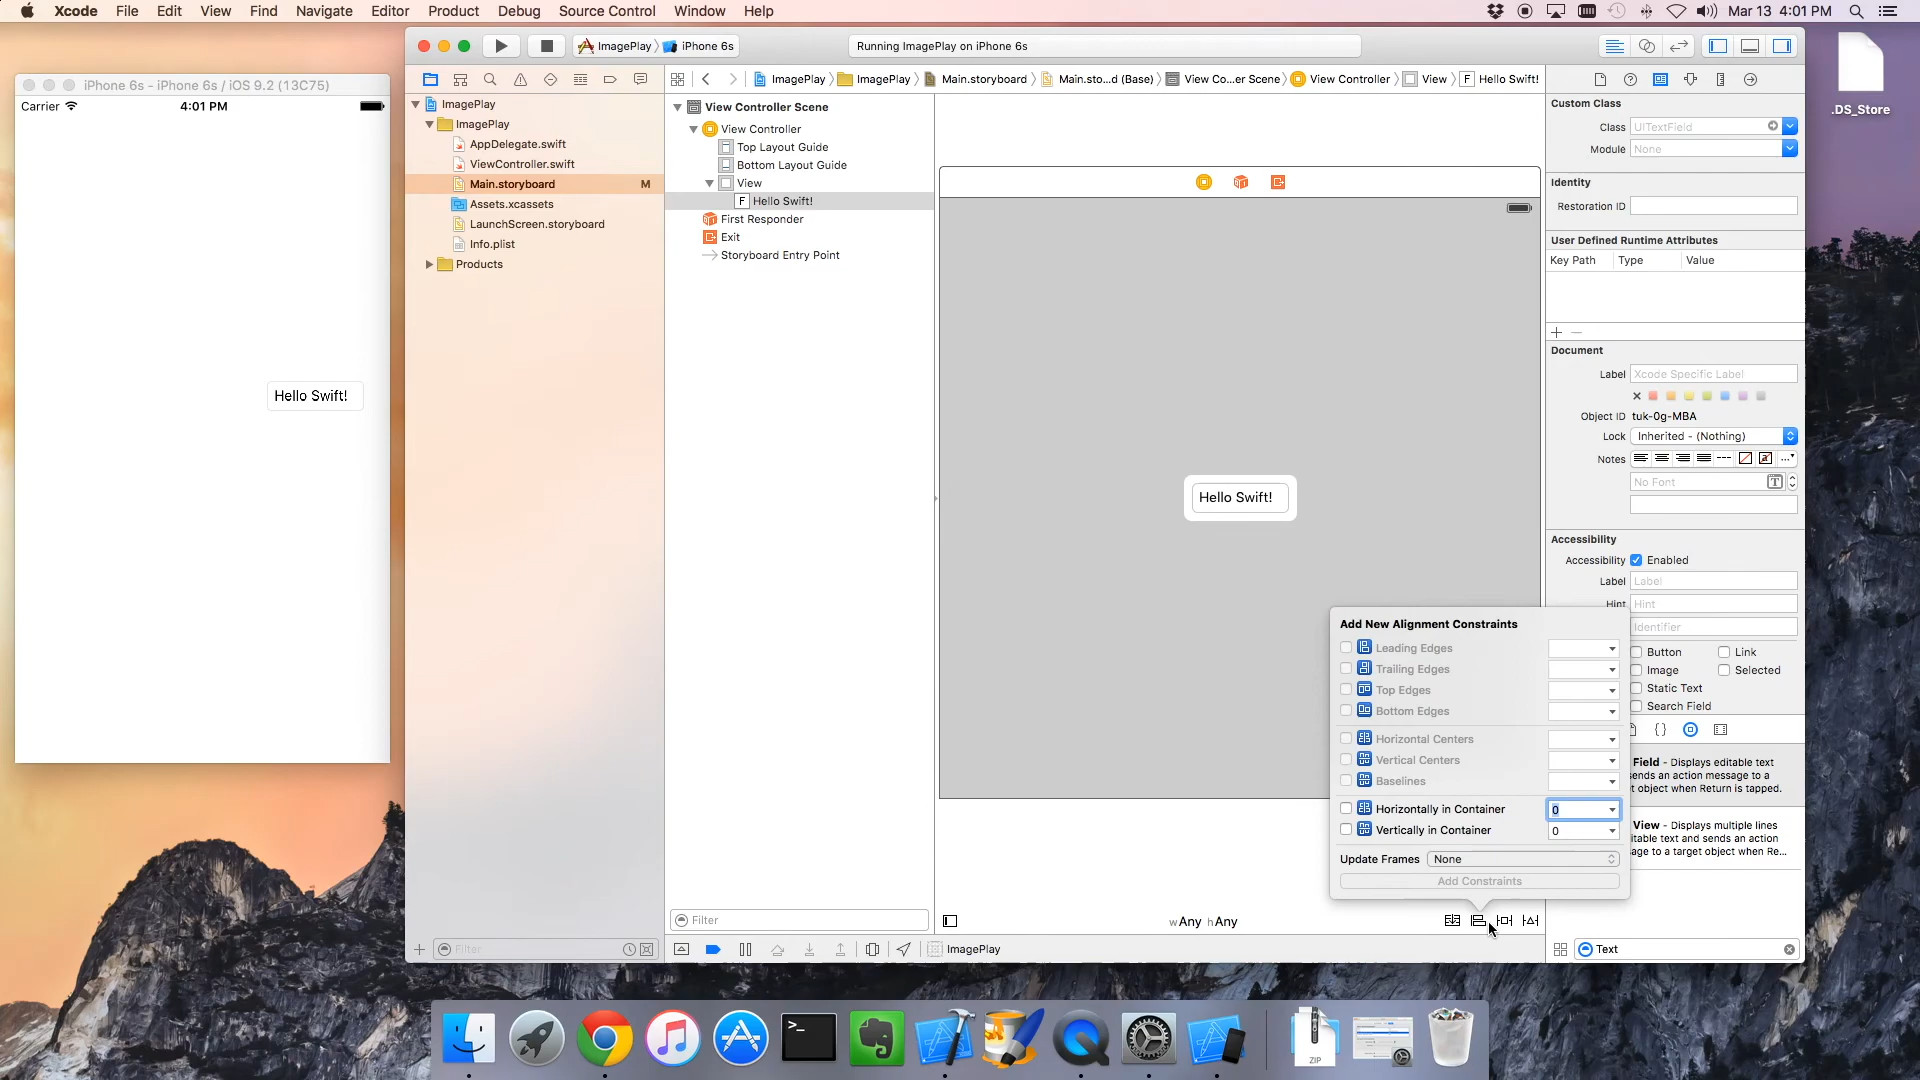 Xcode File Edit View Find Navigate Editor Product Debug Source Control Window Help
Mar 13 4:01 PM
.DS_Store
iPhone 6s - iPhone 6s / iOS 9.2 (13C75)
Carrier 4:01 PM
Hello Swift!
ImagePlay iPhone 6s
Running ImagePlay on iPhone 6s
ImagePlay ImagePlay Main.storyboard Main.sto...d (Base) View Co...er Scene View Controller View F Hello Swift!
ImagePlay
ImagePlay
AppDelegate.swift
ViewController.swift
Main.storyboard M
Assets.xcassets
LaunchScreen.storyboard
Info.plist
Products
Filter
View Controller Scene
View Controller
Top Layout Guide
Bottom Layout Guide
View
F Hello Swift!
First Responder
Exit
Storyboard Entry Point
Filter
Hello Swift!
wAny hAny
ImagePlay
Add New Alignment Constraints
Leading Edges
Trailing Edges
Top Edges
Bottom Edges
Horizontal Centers
Vertical Centers
Baselines
Horizontally in Container 0
Vertically in Container 0
Update Frames None
Add Constraints
Custom Class
Class UITextField
Module None
Identity
Restoration ID
User Defined Runtime Attributes
Key Path Type Value
Document
Label Xcode Specific Label
Object ID tuk-0g-MBA
Lock Inherited - (Nothing)
Notes
No Font
Accessibility
Accessibility Enabled
Label Label
Hint Hint
Identifier
Button Link
Image Selected
Static Text
Search Field
Field - Displays editable text
ends an action message to a
t object when Return is tapped.
View - Displays multiple lines
itable text and sends an action
age to a target object when Re...
Text
ZIP